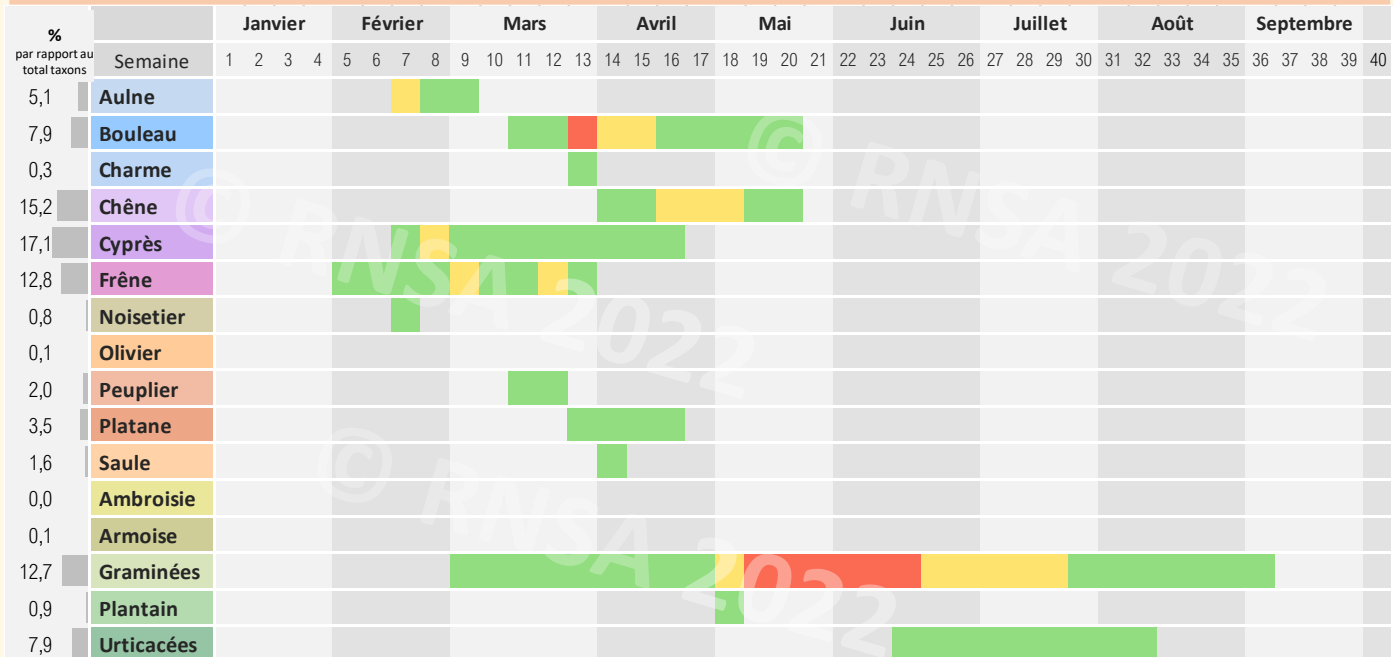 Janvier Février Mars Avril Mai Juin Juillet Août Septembre
%
par rapport au
total taxons
Semaine 1 2 3 4 5 6 7 8 9 10 11 12 13 14 15 16 17 18 19 20 21 22 23 24 25 26 27 28 29 30 31 32 33 34 35 36 37 38 39 40
5,1 Aulne
7,9 Bouleau
0,3 Charme
15,2 Chêne
17,1 Cyprès
12,8 Frêne
0,8 Noisetier
0,1 Olivier
2,0 Peuplier
3,5 Platane
1,6 Saule
0,0 Ambroisie
0,1 Armoise
12,7 Graminées
0,9 Plantain
7,9 Urticacées
© RNSA 2022
© RNSA 2022
© RNSA 2022